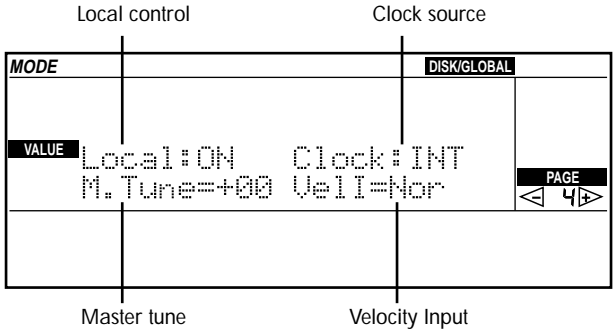 Local control Clock source
MODE DISK/GLOBAL
VALUE Local:ON Clock:INT
M.Tune=+00 VelI=Nor
PAGE
- 4 +
Master tune Velocity Input